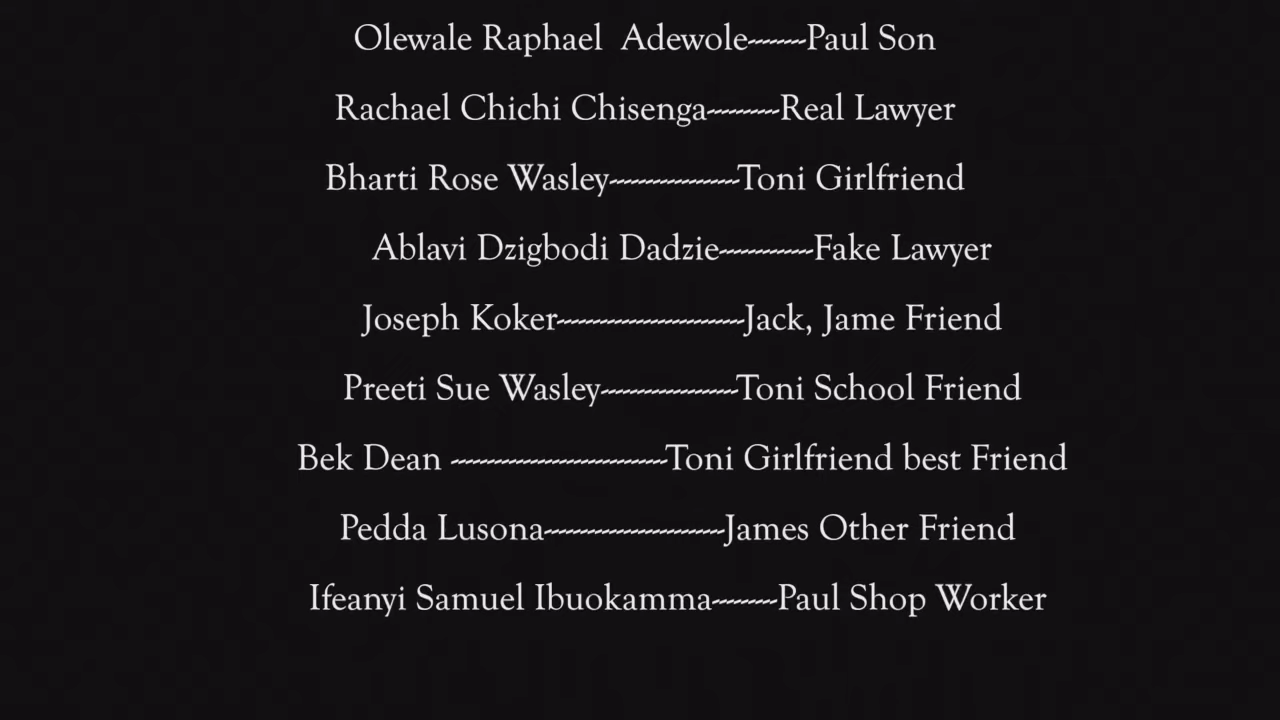 Olewale Raphael  Adewole--------Paul Son
Rachael Chichi Chisenga----------Real Lawyer
Bharti Rose Wasley------------------Toni Girlfriend
Ablavi Dzigbodi Dadzie-------------Fake Lawyer
Joseph Koker--------------------------Jack, Jame Friend
Preeti Sue Wasley-------------------Toni School Friend
Bek Dean ------------------------------Toni Girlfriend best Friend
Pedda Lusona-------------------------James Other Friend
Ifeanyi Samuel Ibuokamma---------Paul Shop Worker